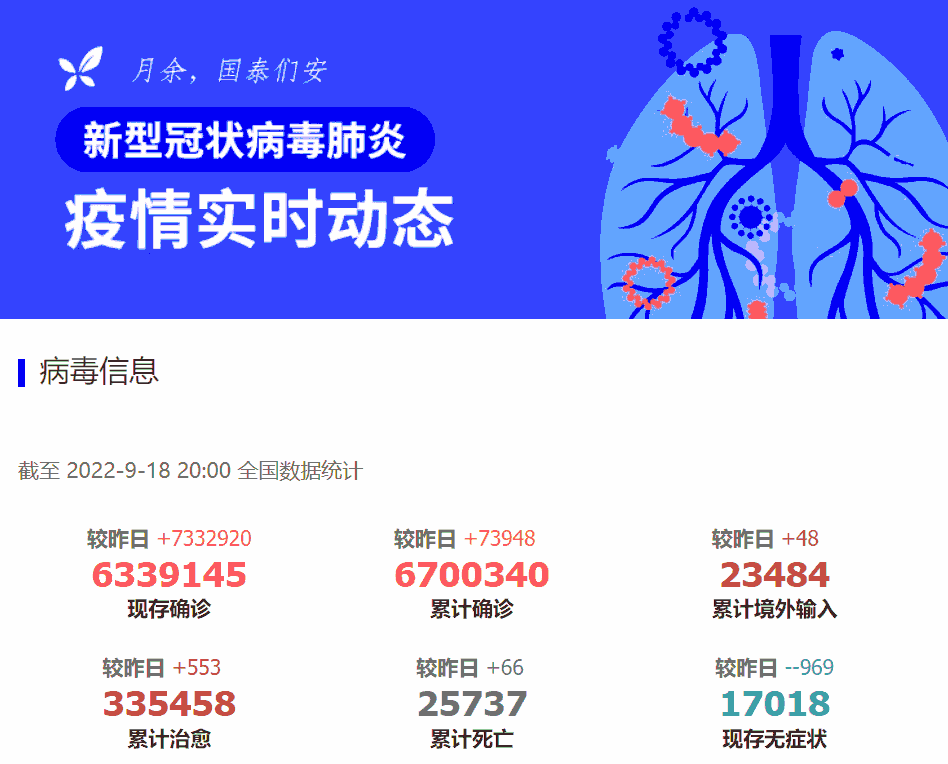 月余，国泰们安
新型冠状病毒肺炎
疫情实时动态
病毒信息
截至 2022-9-18 20:00 全国数据统计
较昨日 +7332920 较昨日 +73948 较昨日 +48
6339145 6700340 23484
现存确诊 累计确诊 累计境外输入
较昨日 +553 较昨日 +66 较昨日 --969
335458 25737 17018
累计治愈 累计死亡 现存无症状